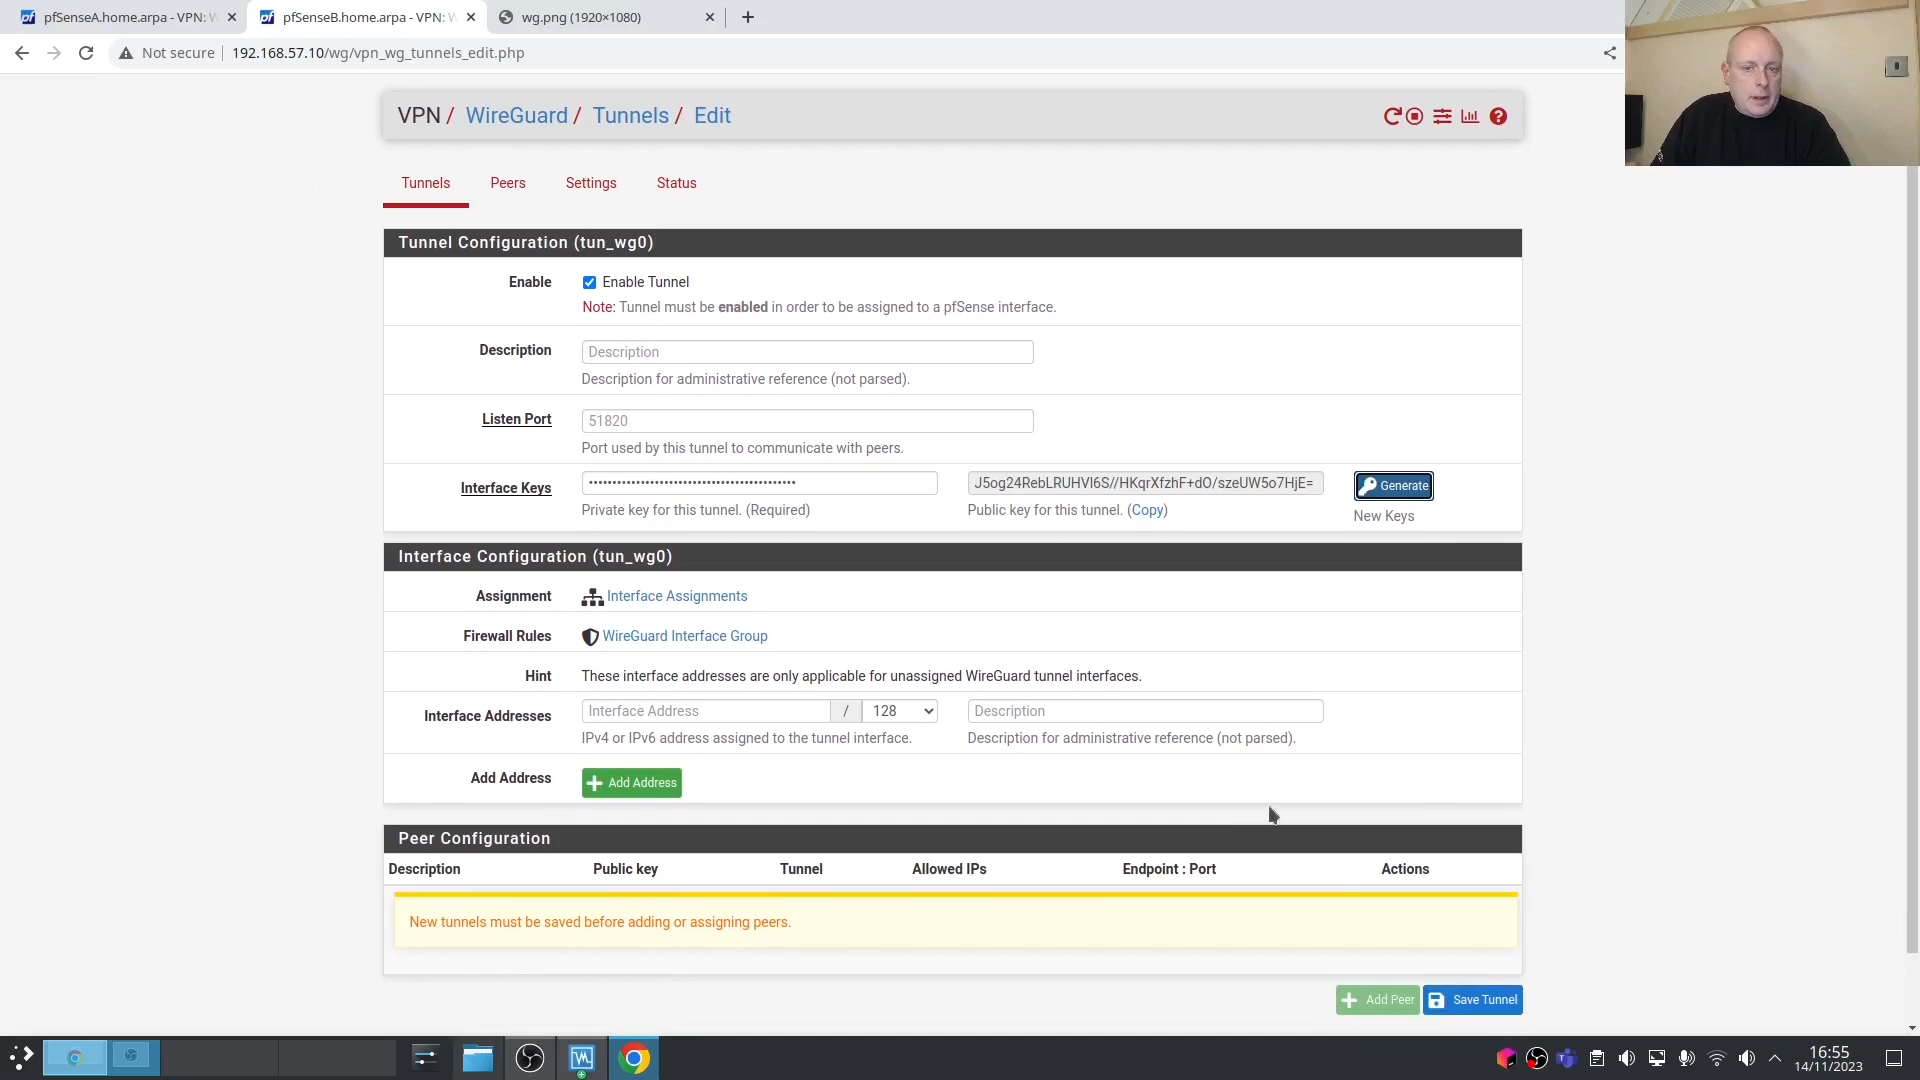 pfSenseA.home.arpa - VPN: W
pfSenseB.home.arpa - VPN: W
wg.png (1920×1080)
Not secure
192.168.57.10/wg/vpn_wg_tunnels_edit.php
VPN / WireGuard / Tunnels / Edit
Tunnels
Peers
Settings
Status
Tunnel Configuration (tun_wg0)
Enable
Enable Tunnel
Note: Tunnel must be enabled in order to be assigned to a pfSense interface.
Description
Description
Description for administrative reference (not parsed).
Listen Port
51820
Port used by this tunnel to communicate with peers.
Interface Keys
J5og24RebLRUHVI6S//HKqrXfzhF+dO/szeUW5o7HjE=
Generate
Private key for this tunnel. (Required)
Public key for this tunnel. (Copy)
New Keys
Interface Configuration (tun_wg0)
Assignment
Interface Assignments
Firewall Rules
WireGuard Interface Group
Hint
These interface addresses are only applicable for unassigned WireGuard tunnel interfaces.
Interface Addresses
Interface Address
/
128
Description
IPv4 or IPv6 address assigned to the tunnel interface.
Description for administrative reference (not parsed).
Add Address
Add Address
Peer Configuration
Description
Public key
Tunnel
Allowed IPs
Endpoint : Port
Actions
New tunnels must be saved before adding or assigning peers.
Add Peer
Save Tunnel
16:55
14/11/2023